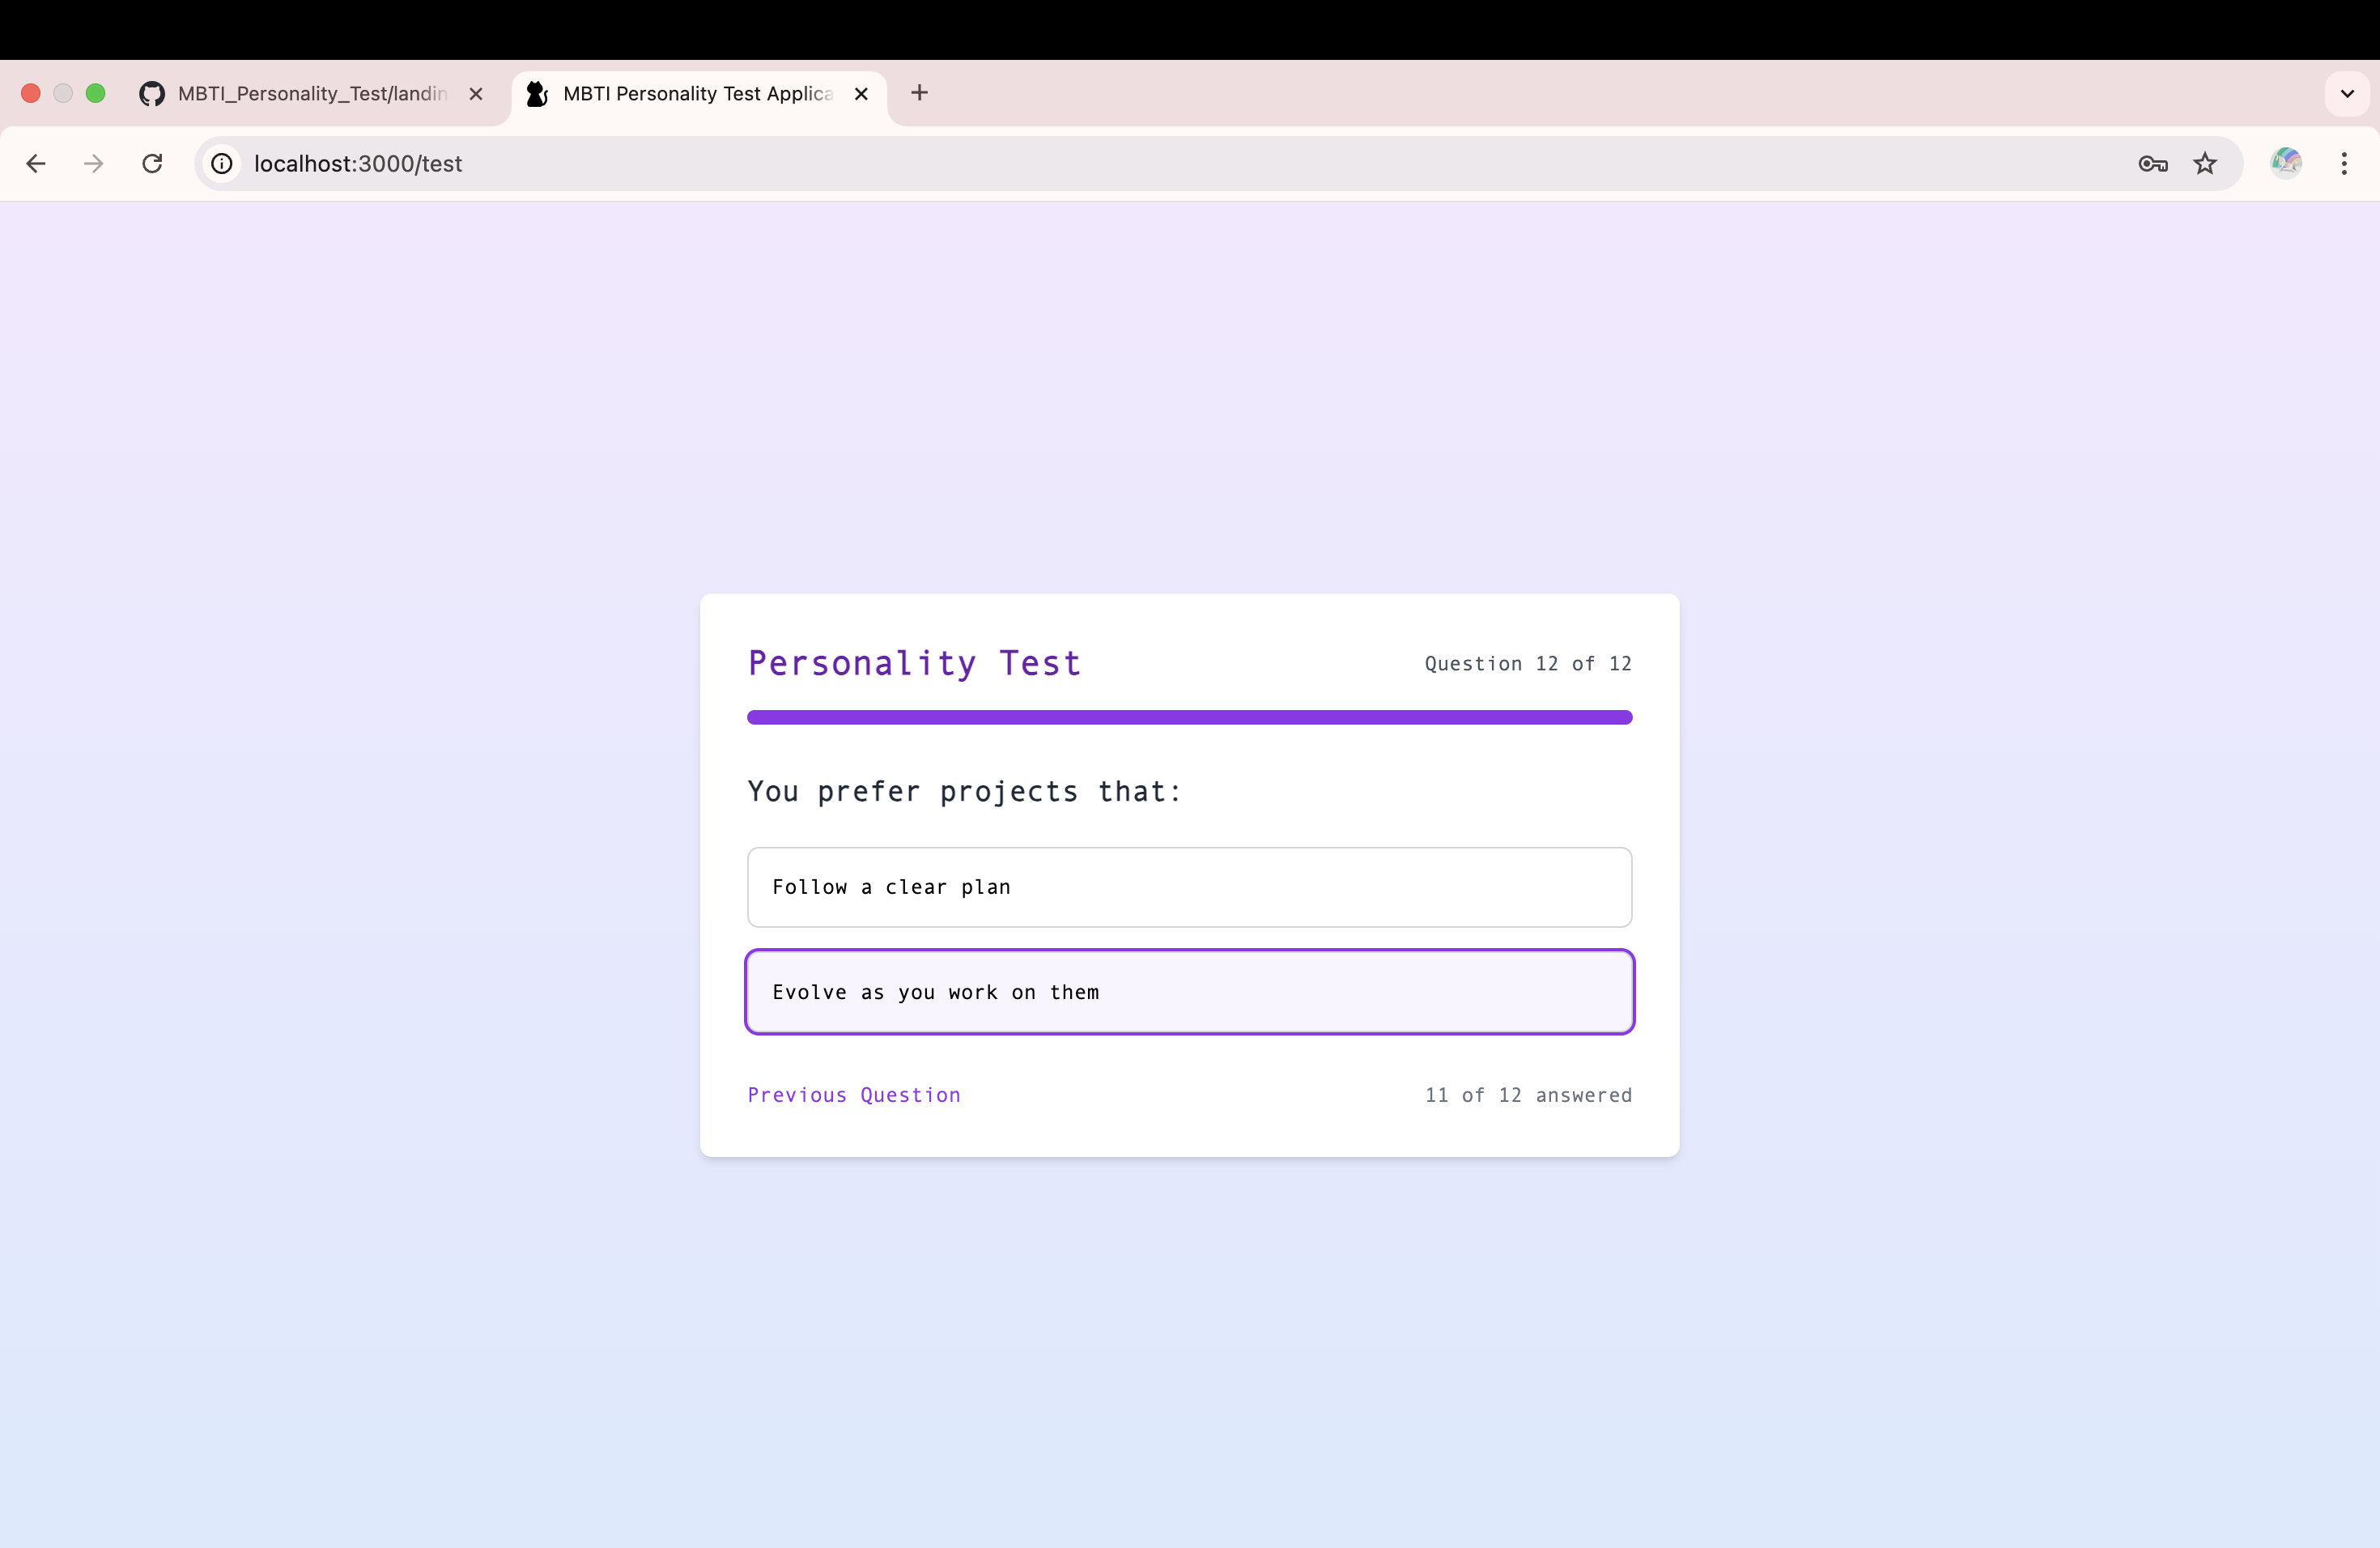 MBTI_Personality_Test/landin
MBTI Personality Test Applica
localhost:3000/test
Personality Test
Question 12 of 12
You prefer projects that:
Follow a clear plan
Evolve as you work on them
Previous Question
11 of 12 answered